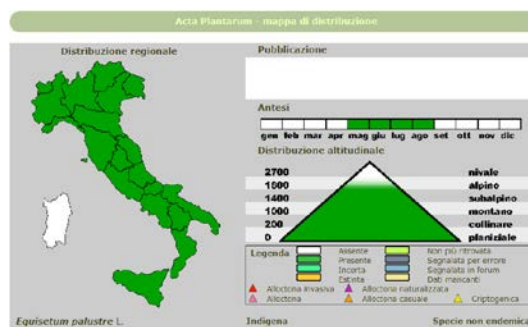 Acta Plantarum - mappa di distribuzione
Distribuzione regionale
Pubblicazione
Antesi
gen feb mar apr mag giu lug ago set ott nov dic
Distribuzione altitudinale
2700 nivale
1800 alpino
1400 subalpino
1000 montano
200 collinare
0 planiziale
Legenda
Assente Non più ritrovata
Presente Segnalata per errore
Incerta Segnalata in forum
Estinta Dati mancanti
Alloctona invasiva Alloctona naturalizzata
Alloctona Alloctona casuale Criptogenica
Equisetum palustre L. Indigena Specie non endemica